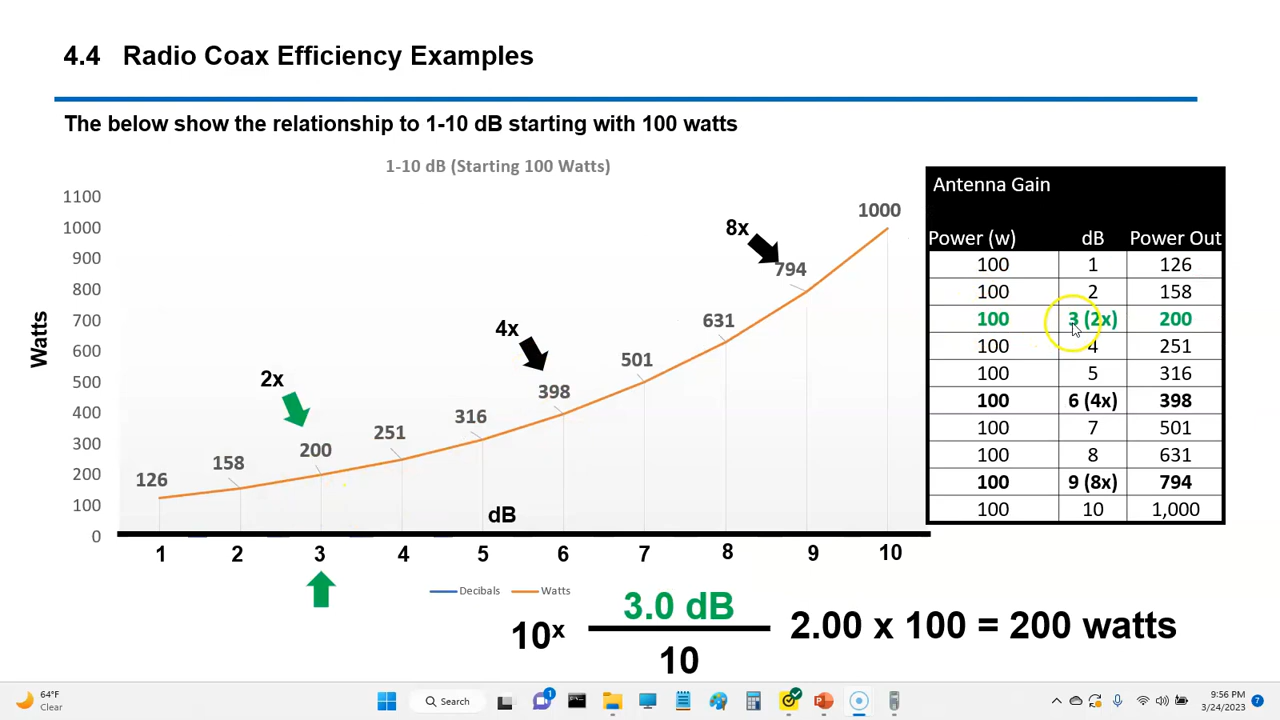 4.4 Radio Coax Efficiency Examples
The below show the relationship to 1-10 dB starting with 100 watts
1-10 dB (Starting 100 Watts)
Watts
1100
1000
900
800
700
600
500
400
300
200
100
0
126
158
200
251
316
398
501
631
794
1000
2x
4x
8x
dB
1 2 3 4 5 6 7 8 9 10
Decibals Watts
Antenna Gain
Power (w) dB Power Out
100 1 126
100 2 158
100 3 (2x) 200
100 4 251
100 5 316
100 6 (4x) 398
100 7 501
100 8 631
100 9 (8x) 794
100 10 1,000
10x 3.0 dB
10
2.00 x 100 = 200 watts
64°F
Clear
Search
1
9:56 PM
3/24/2023
7